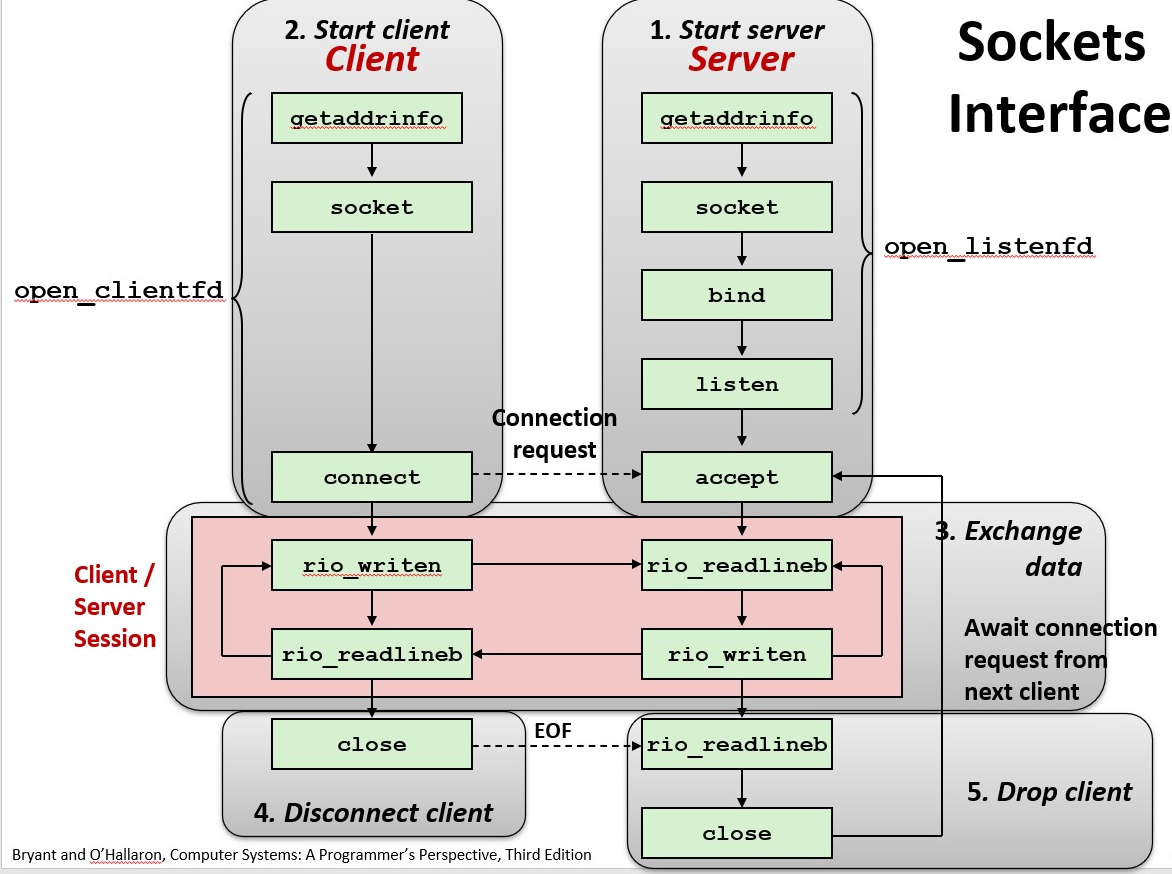 Sockets
Interface
2. Start client
Client
1. Start server
Server
getaddrinfo
getaddrinfo
socket
socket
open_clientfd
open_listenfd
bind
listen
Connection
request
connect
accept
3. Exchange
data
Client /
Server
Session
rio_writen
rio_readlineb
rio_readlineb
rio_writen
Await connection
request from
next client
close
EOF
rio_readlineb
4. Disconnect client
5. Drop client
close
Bryant and O’Hallaron, Computer Systems: A Programmer’s Perspective, Third Edition